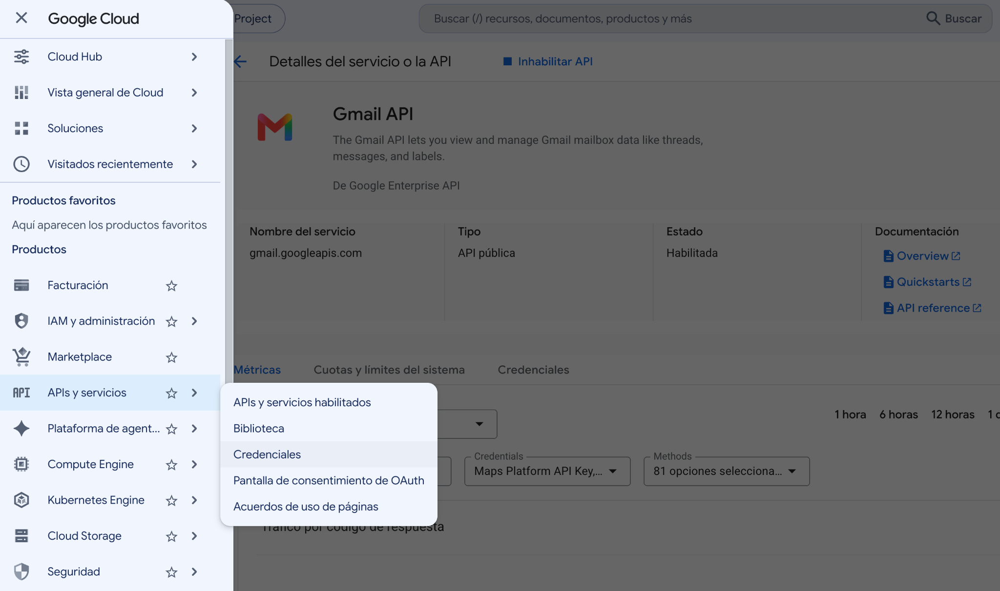 Google Cloud
Project
Buscar (/) recursos, documentos, productos y más
Buscar
Cloud Hub
Vista general de Cloud
Soluciones
Visitados recientemente
Productos favoritos
Aquí aparecen los productos favoritos
Productos
Facturación
IAM y administración
Marketplace
API
APIs y servicios
Plataforma de agent...
Compute Engine
Kubernetes Engine
Cloud Storage
Seguridad
APIs y servicios habilitados
Biblioteca
Credenciales
Pantalla de consentimiento de OAuth
Acuerdos de uso de páginas
Detalles del servicio o la API
Inhabilitar API
Gmail API
The Gmail API lets you view and manage Gmail mailbox data like threads,
messages, and labels.
De Google Enterprise API
Nombre del servicio
gmail.googleapis.com
Tipo
API pública
Estado
Habilitada
Documentación
Overview
Quickstarts
API reference
Métricas
Cuotas y límites del sistema
Credenciales
1 hora
6 horas
12 horas
1
Credentials
Maps Platform API Key,...
Methods
81 opciones selecciona...
Tráfico por código de respuesta